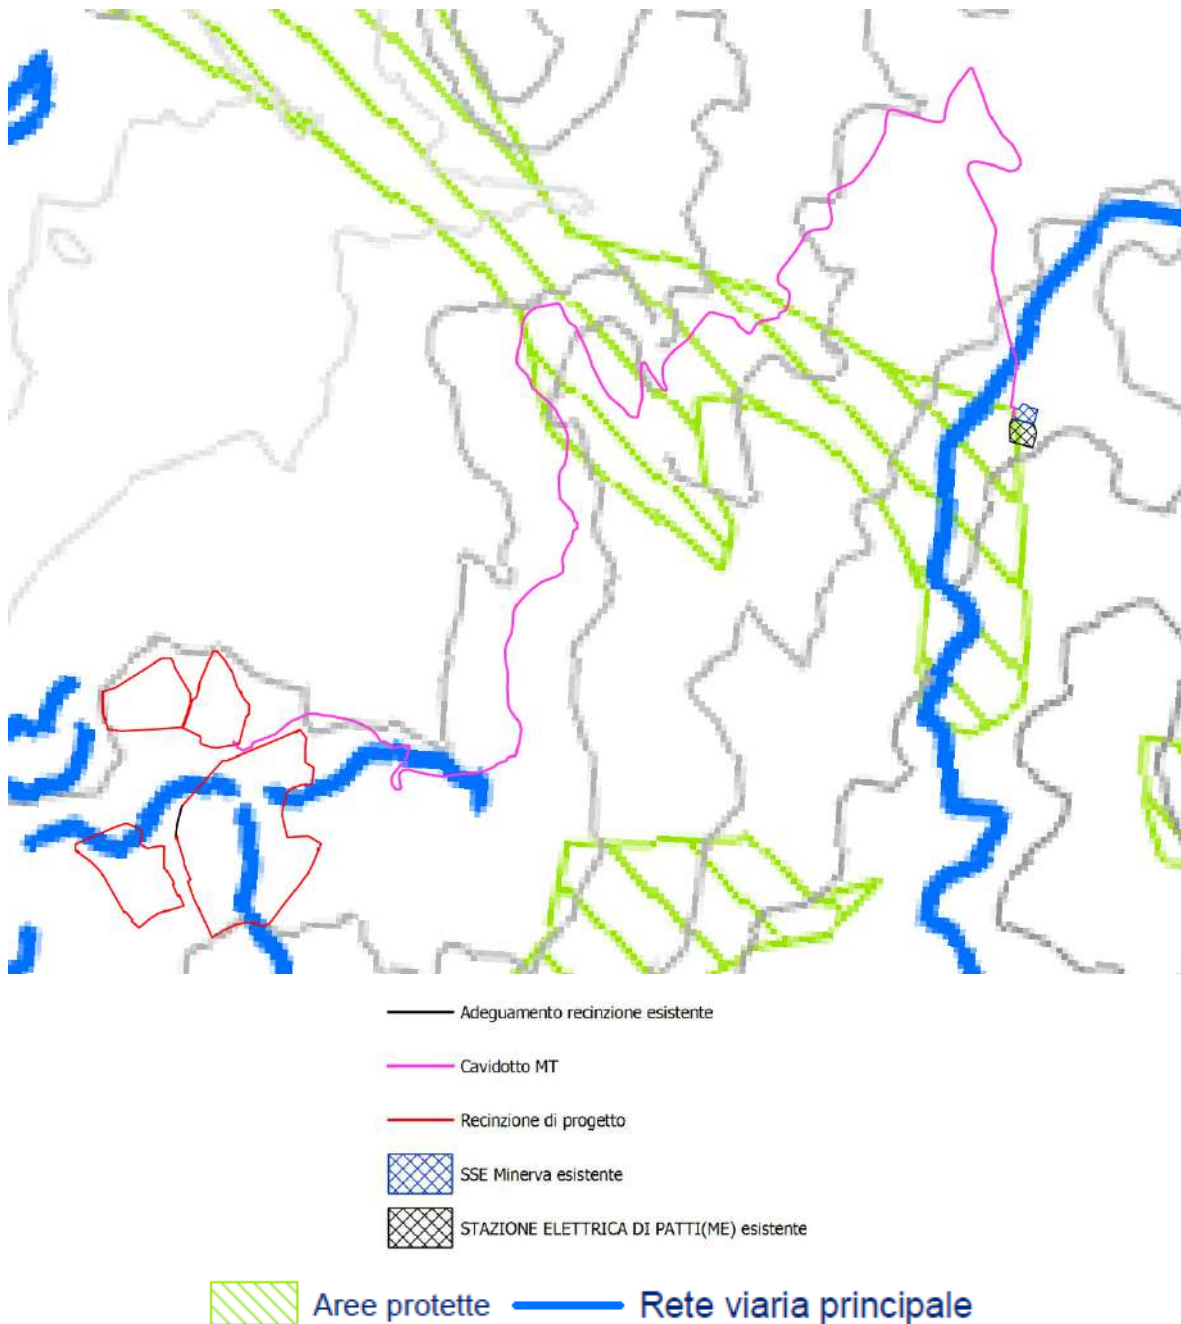 Adeguamento recinzione esistente
Cavidotto MT
Recinzione di progetto
SSE Minerva esistente
STAZIONE ELETTRICA DI PATTI(ME) esistente
Aree protette Rete viaria principale